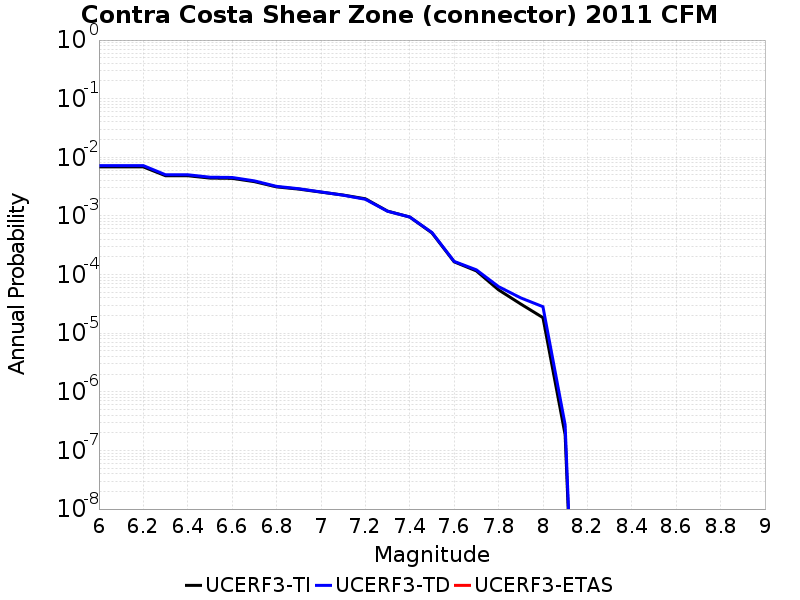 Contra Costa Shear Zone (connector) 2011 CFM
Annual Probability
10^0
10^-1
10^-2
10^-3
10^-4
10^-5
10^-6
10^-7
10^-8
6 6.2 6.4 6.6 6.8 7 7.2 7.4 7.6 7.8 8 8.2 8.4 8.6 8.8 9
Magnitude
UCERF3-TI UCERF3-TD UCERF3-ETAS